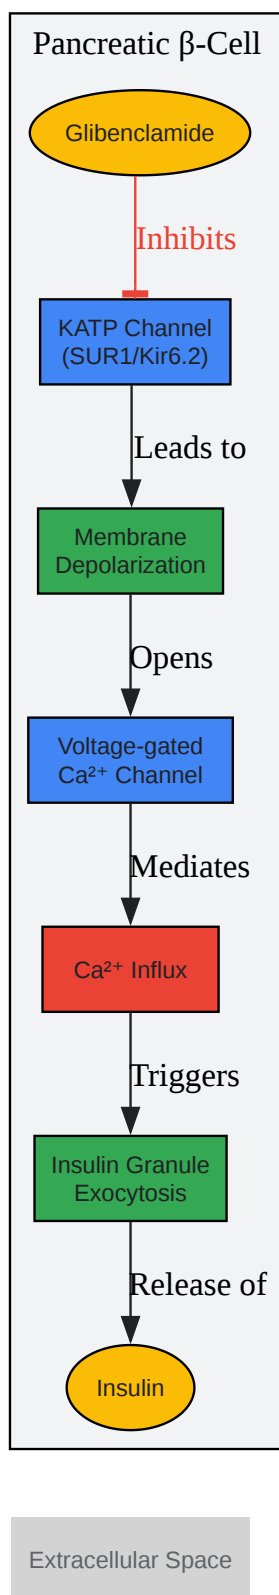 Pancreatic β-Cell
Glibenclamide
Inhibits
KATP Channel
(SUR1/Kir6.2)
Leads to
Membrane
Depolarization
Opens
Voltage-gated
Ca²⁺ Channel
Mediates
Ca²⁺ Influx
Triggers
Insulin Granule
Exocytosis
Release of
Insulin
Extracellular Space